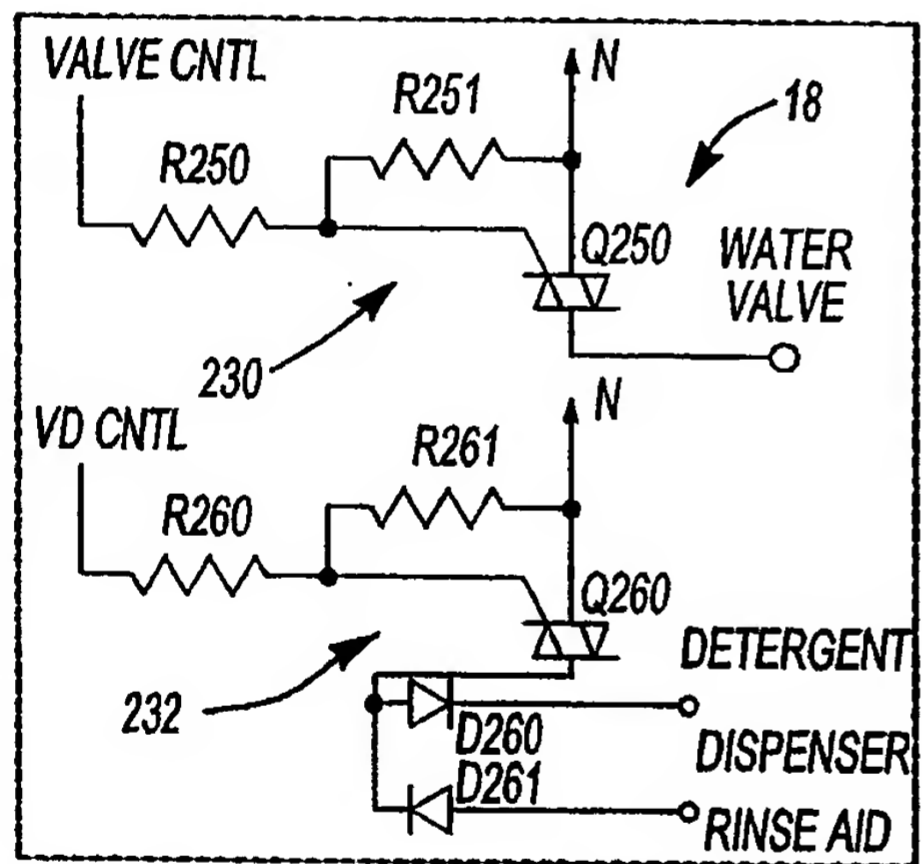 VALVE CNTL
R251
N
18
R250
Q250
WATER
VALVE
230
N
VD CNTL
R261
R260
Q260
DETERGENT
232
D260
DISPENSER
D261
RINSE AID